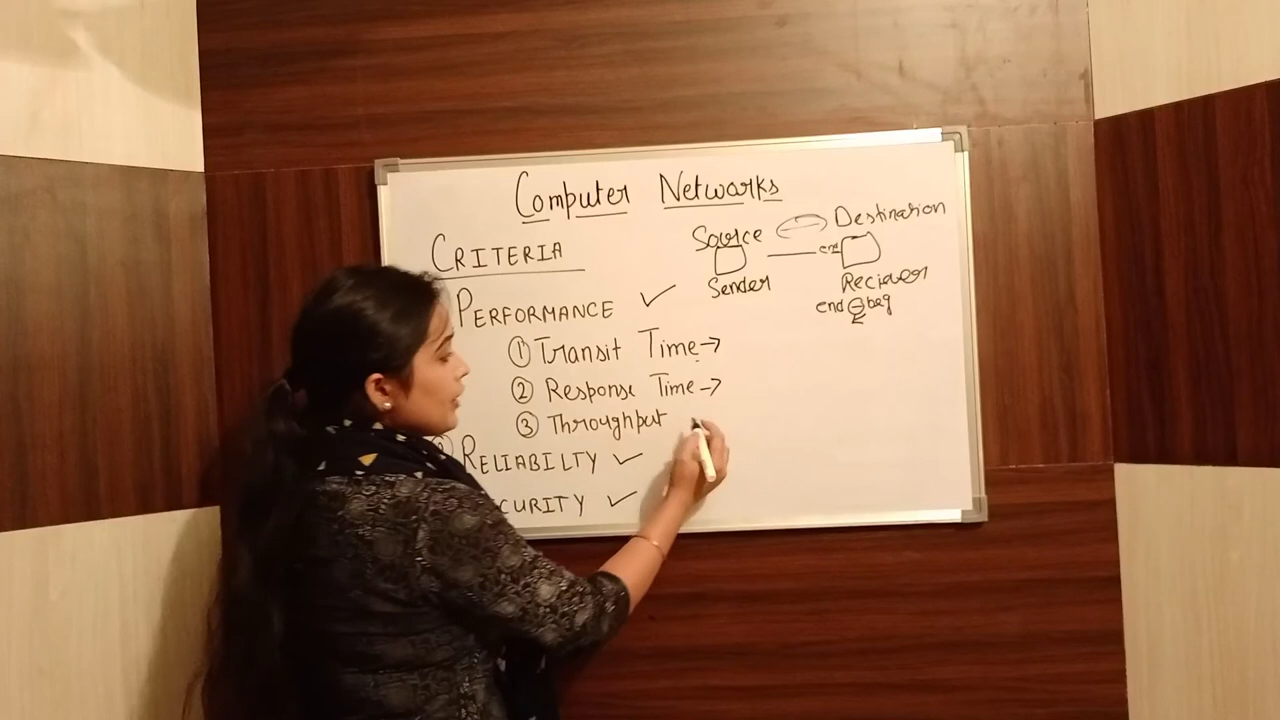 Computer Networks
CRITERIA
PERFORMANCE ✓
① Transit Time →
② Response Time →
③ Throughput
RELIABILTY ✓
CURITY ✓
Source Destination
end
Sender Reciever
end beg